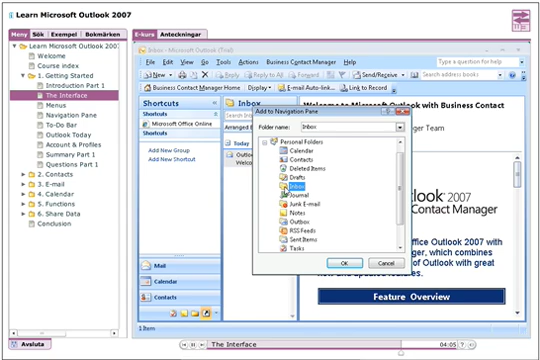 Learn Microsoft Outlook 2007
Meny Sök Exempel Bokmärken
Learn Microsoft Outlook 2007
Welcome
Course index
1. Getting Started
Introduction Part 1
The Interface
Menus
Navigation Pane
To-Do Bar
Outlook Today
Account & Profiles
Summary Part 1
Questions Part 1
2. Contacts
3. E-mail
4. Calendar
5. Functions
6. Share Data
Conclusion
Avsluta
E-kurs Anteckningar
Inbox - Microsoft Outlook (Trial)
File Edit View Go Tools Actions Business Contact Manager Help
Type a question for help
New Reply Reply to All Forward Send/Receive Search address books
Business Contact Manager Home Display E-mail Auto-link... Link to Record
Shortcuts
Shortcuts
Microsoft Office Online
Shortcuts
Add New Group
Add New Shortcut
Mail
Calendar
Contacts
1 Item
Inbox
Search In
Arranged B
Today
Outloo
Welco
Outlook with Business Contact
ger Team
look 2007
Contact Manager
ffice Outlook 2007 with
ger, which combines
of Outlook with great
Feature Overview
Add to Navigation Pane
Folder name: Inbox
Personal Folders
Calendar
Contacts
Deleted Items
Drafts
Inbox
Journal
Junk E-mail
Notes
Outbox
RSS Feeds
Sent Items
Tasks
OK Cancel
The Interface 04:05 ?